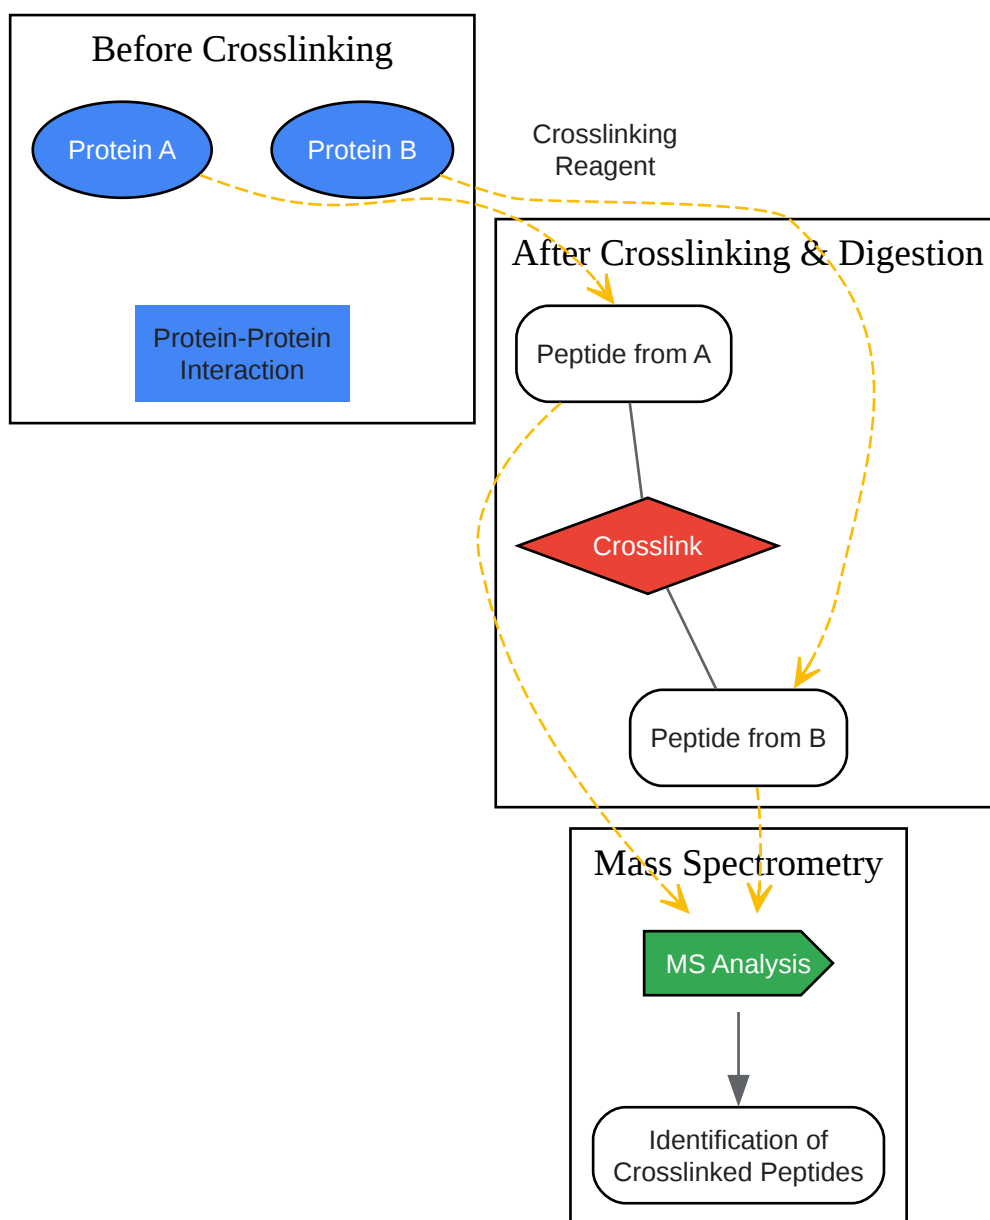 Before Crosslinking
Protein A
Protein B
Crosslinking
Reagent
Protein-Protein
Interaction
After Crosslinking & Digestion
Peptide from A
Crosslink
Peptide from B
Mass Spectrometry
MS Analysis
Identification of
Crosslinked Peptides